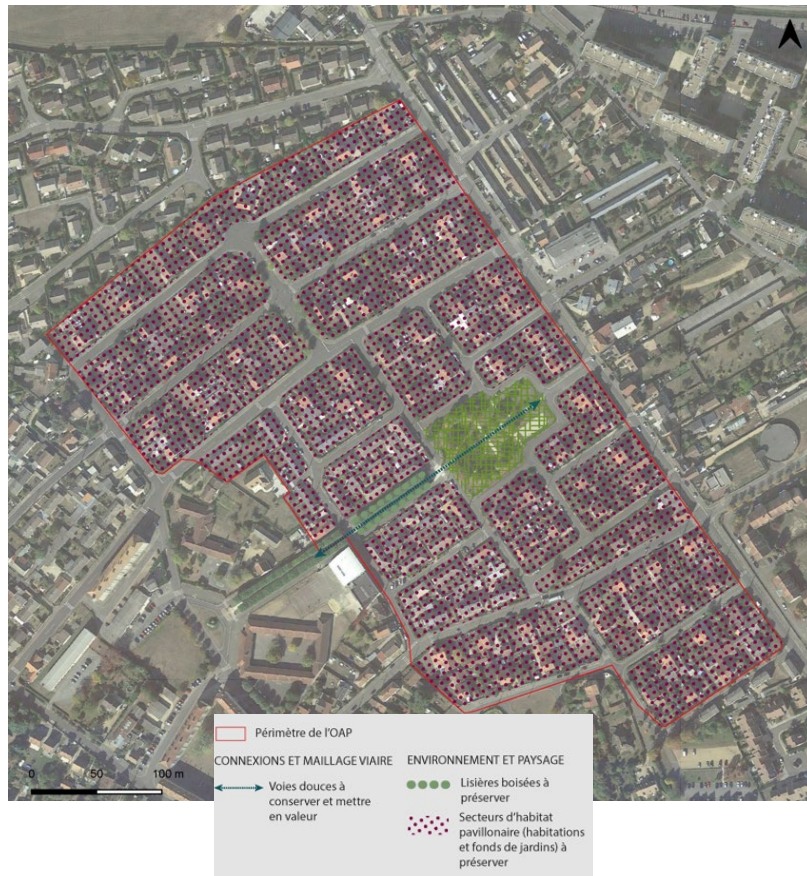 Périmètre de l'OAP
CONNEXIONS ET MAILLAGE VIAIRE
Voies douces à
conserver et mettre
en valeur
ENVIRONNEMENT ET PAYSAGE
Lisières boisées à
préserver
Secteurs d'habitat
pavillonaire (habitations
et fonds de jardins) à
préserver
0 50 100 m